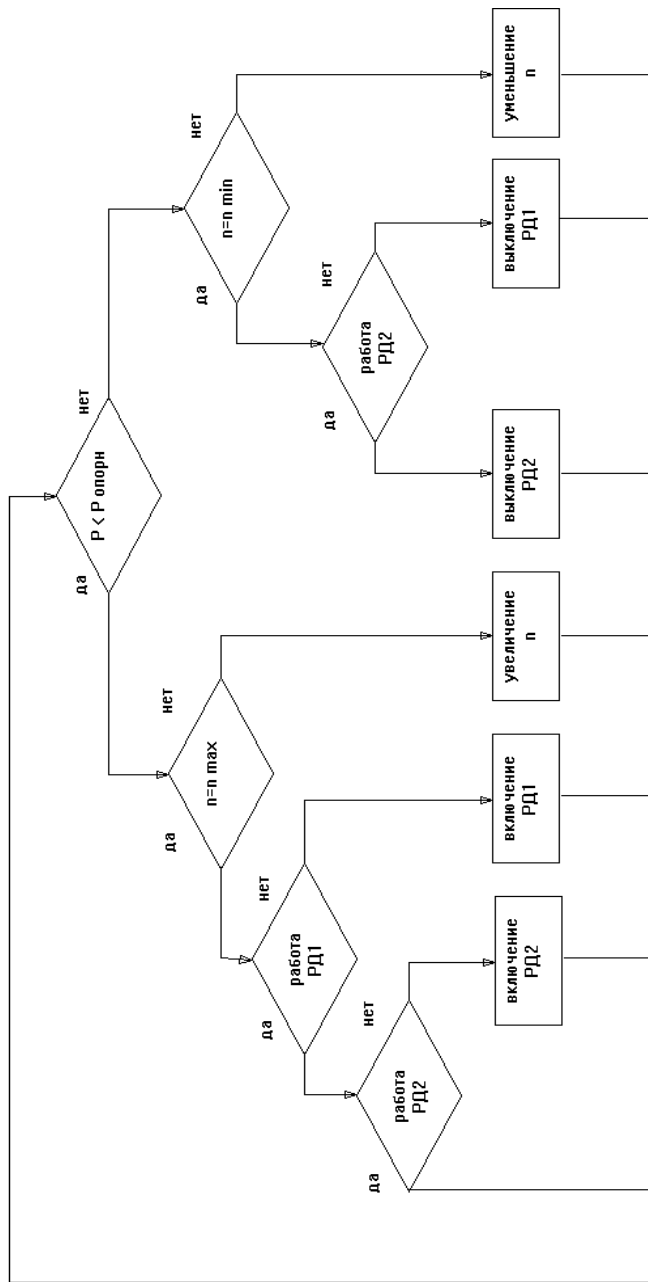 P < P опорн
да
нет
n=n max
да
нет
n=n min
да
нет
работа
РД1
да
нет
работа
РД2
да
нет
работа
РД2
да
нет
включение
РД2
включение
РД1
увеличение
n
выключение
РД2
выключение
РД1
уменьшение
n